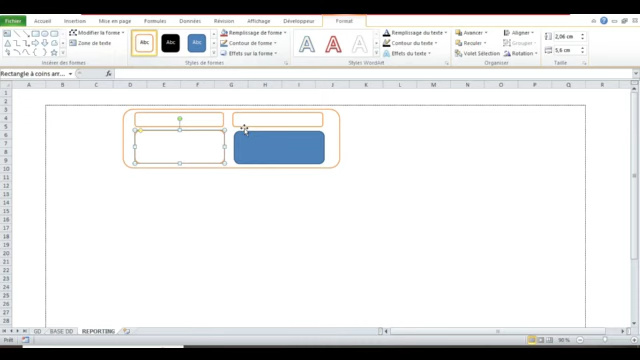 Fichier Accueil Insertion Mise en page Formules Données Révision Affichage Développeur Format
Modifier la forme
Zone de texte
Abc Abc Abc
Remplissage de forme
Contour de forme
Effets sur la forme
A A A
Remplissage du texte
Contour du texte
Effets du texte
Avancer
Reculer
Volet Sélection
Aligner
Grouper
Rotation
2,06 cm
5,6 cm
Insérer des formes Styles de formes Styles WordArt Organiser Taille
Rectangle à coins arr...
A B C D E F G H I J K L M N O P Q
1
2
3
4
5
6
7
8
9
10
11
12
13
14
15
16
17
18
19
20
21
22
23
24
25
26
27
28
GD BASE DD REPORTING
Prêt